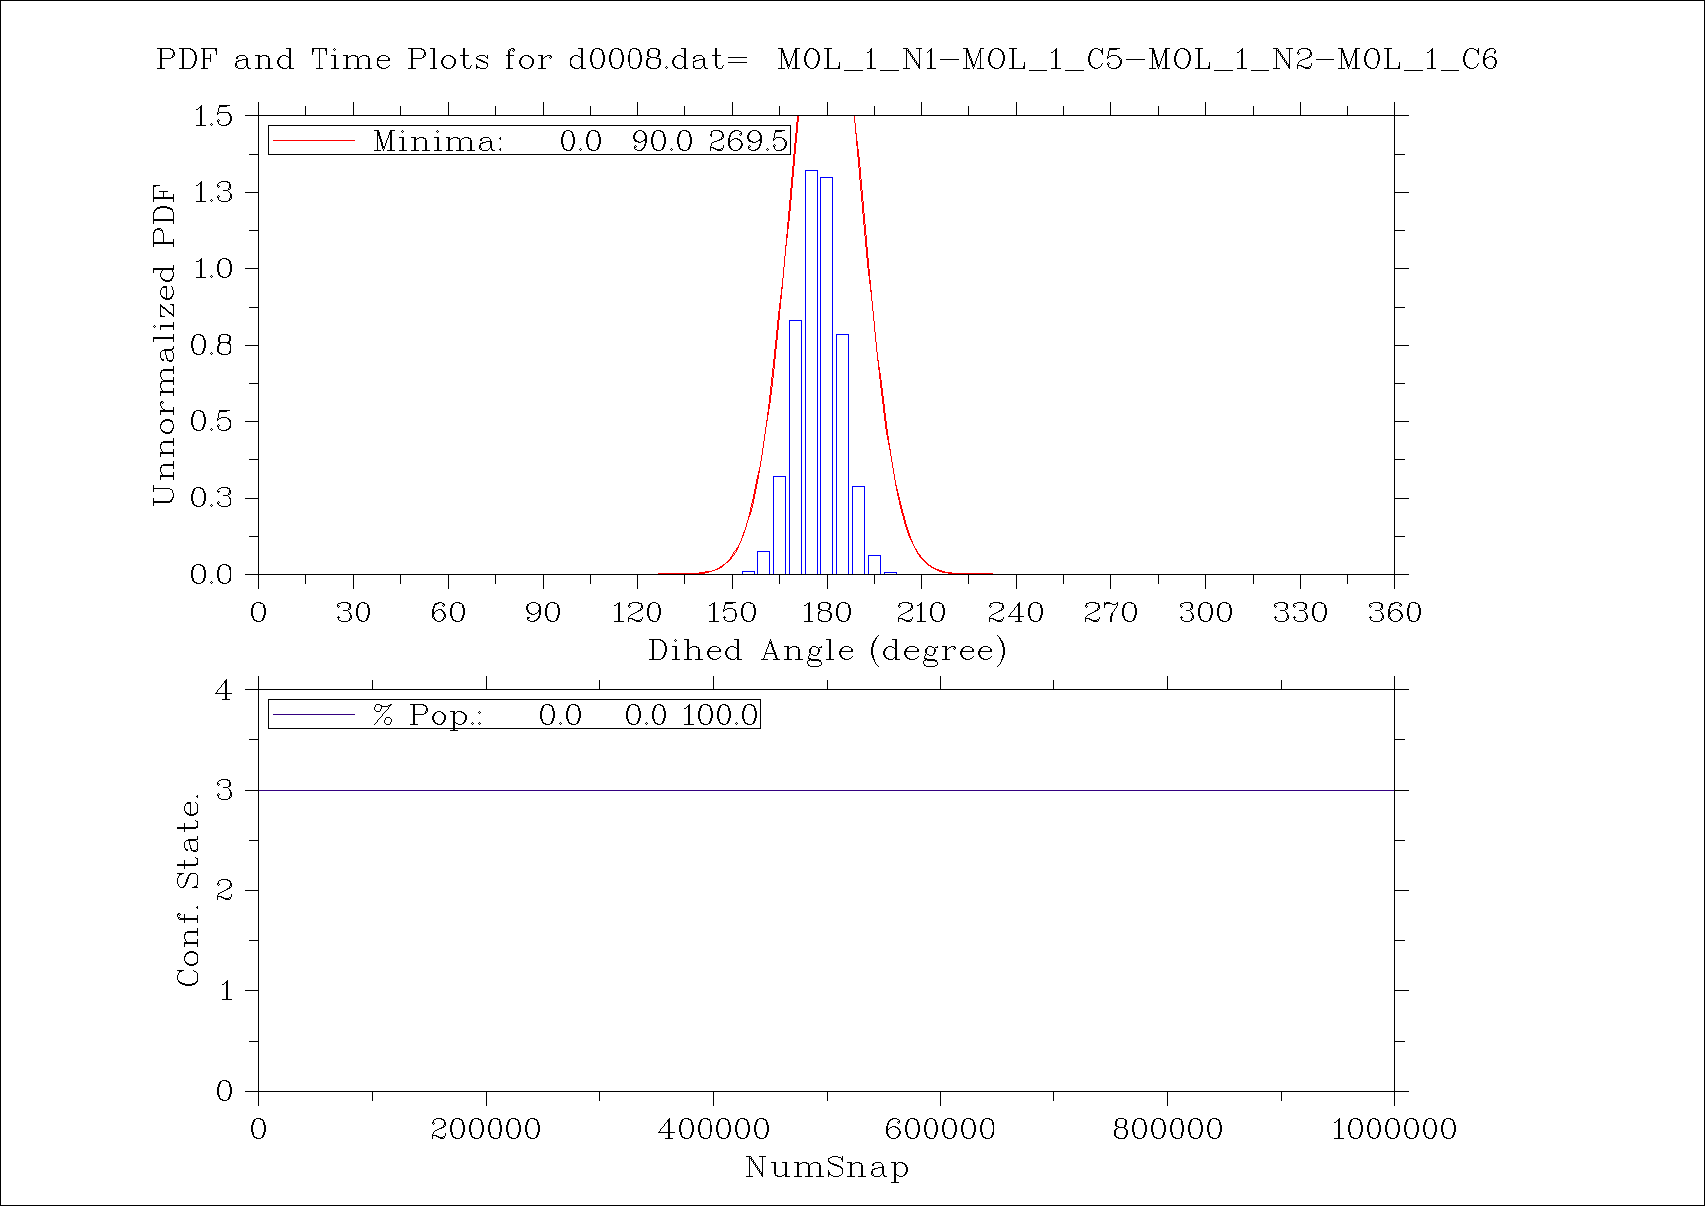 PDF and Time Plots for d0008.dat= MOL_1_N1-MOL_1_C5-MOL_1_N2-MOL_1_C6
Minima: 0.0 90.0 269.5
Unnormalized PDF
1.5
1.3
1.0
0.8
0.5
0.3
0.0
0 30 60 90 120 150 180 210 240 270 300 330 360
Dihed Angle (degree)
% Pop.: 0.0 0.0 100.0
Conf. State.
4
3
2
1
0
0 200000 400000 600000 800000 1000000
NumSnap